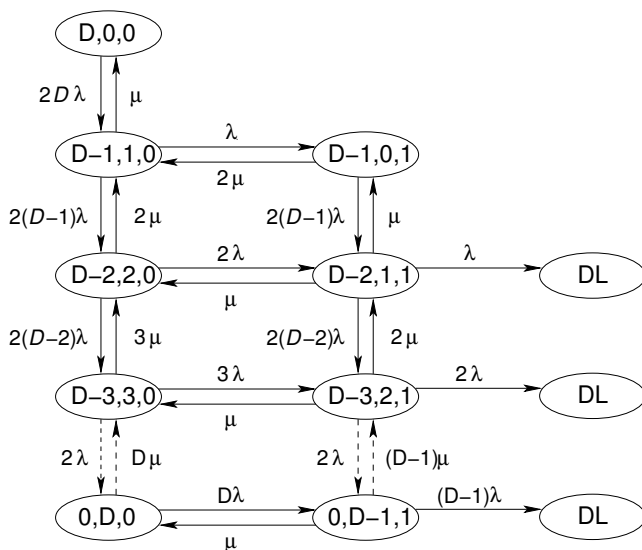 D,0,0
2Dλ
μ
D−1,1,0
λ
2μ
D−1,0,1
2(D−1)λ
2μ
2(D−1)λ
μ
D−2,2,0
2λ
μ
D−2,1,1
λ
DL
2(D−2)λ
3μ
2(D−2)λ
2μ
D−3,3,0
3λ
μ
D−3,2,1
2λ
DL
2λ
Dμ
2λ
(D−1)μ
0,D,0
Dλ
μ
0,D−1,1
(D−1)λ
DL